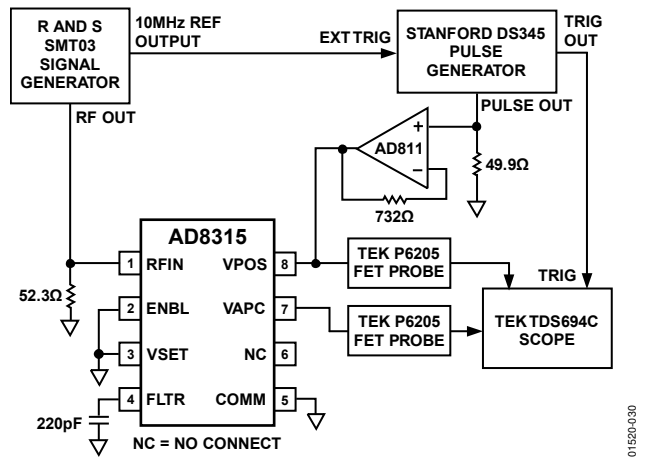 R AND S
SMT03
SIGNAL
GENERATOR
10MHz REF
OUTPUT
EXT TRIG
STANFORD DS345
PULSE
GENERATOR
TRIG
OUT
RF OUT
PULSE OUT
+
AD811
–
49.9Ω
732Ω
AD8315
1
RFIN
VPOS
8
TEK P6205
FET PROBE
TRIG
52.3Ω
2
ENBL
VAPC
7
TEK P6205
FET PROBE
TEK TDS694C
SCOPE
3
VSET
NC
6
4
FLTR
COMM
5
220pF
NC = NO CONNECT
01520-030